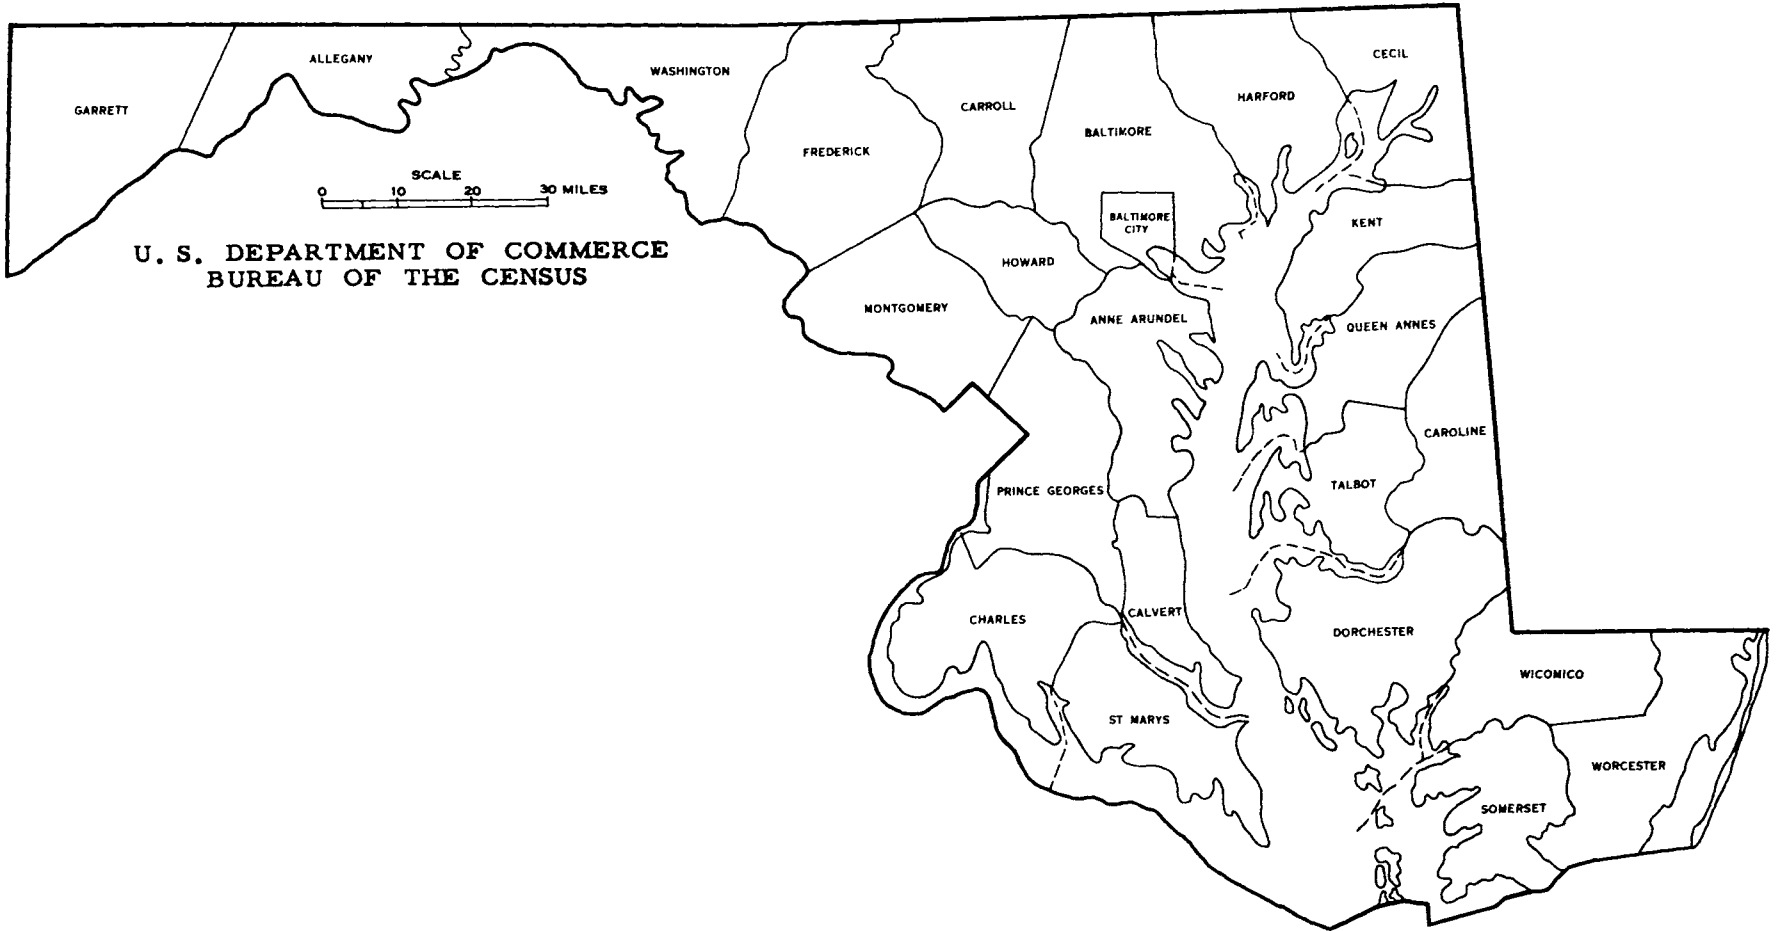 CECIL
ALLEGANY
WASHINGTON
GARRETT
HARFORD
CARROLL
BALTIMORE
FREDERICK
SCALE
0 10 20 30 MILES
BALTIMORE
CITY
KENT
U. S. DEPARTMENT OF COMMERCE
BUREAU OF THE CENSUS
HOWARD
MONTGOMERY
ANNE ARUNDEL
QUEEN ANNES
CAROLINE
TALBOT
PRINCE GEORGES
CALVERT
CHARLES
DORCHESTER
WICOMICO
ST MARYS
WORCESTER
SOMERSET